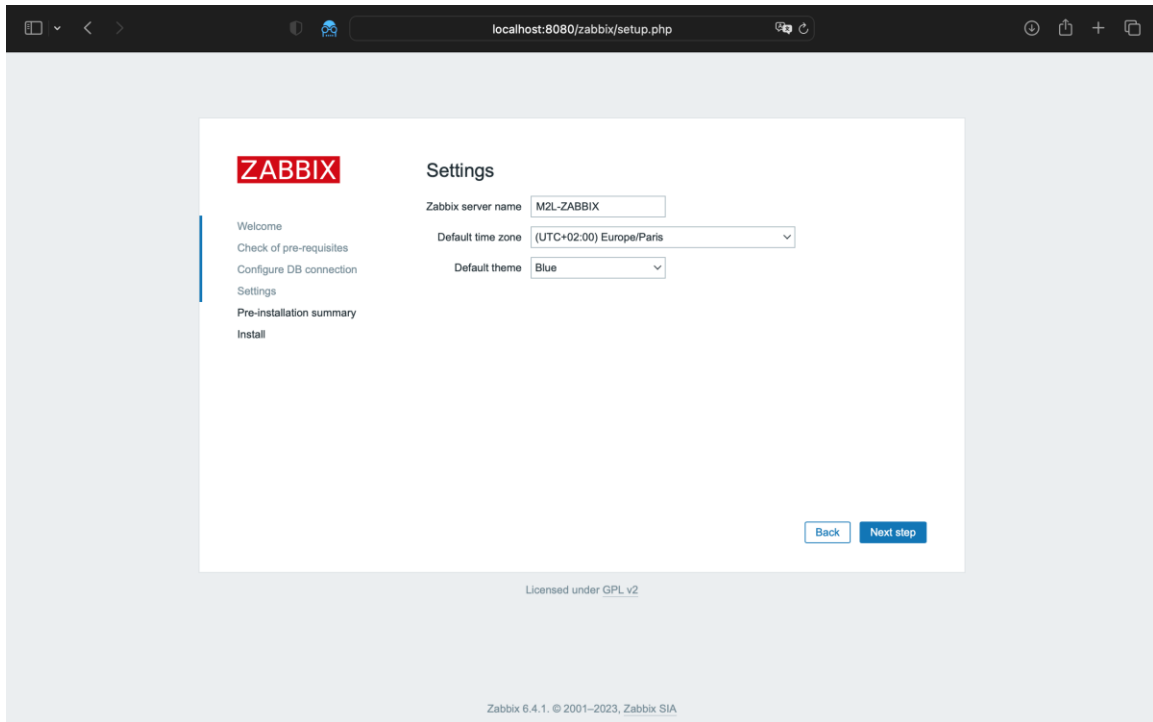 localhost:8080/zabbix/setup.php
ZABBIX
Welcome
Check of pre-requisites
Configure DB connection
Settings
Pre-installation summary
Install
Settings
Zabbix server name M2L-ZABBIX
Default time zone (UTC+02:00) Europe/Paris
Default theme Blue
Back Next step
Licensed under GPL v2
Zabbix 6.4.1. © 2001–2023, Zabbix SIA